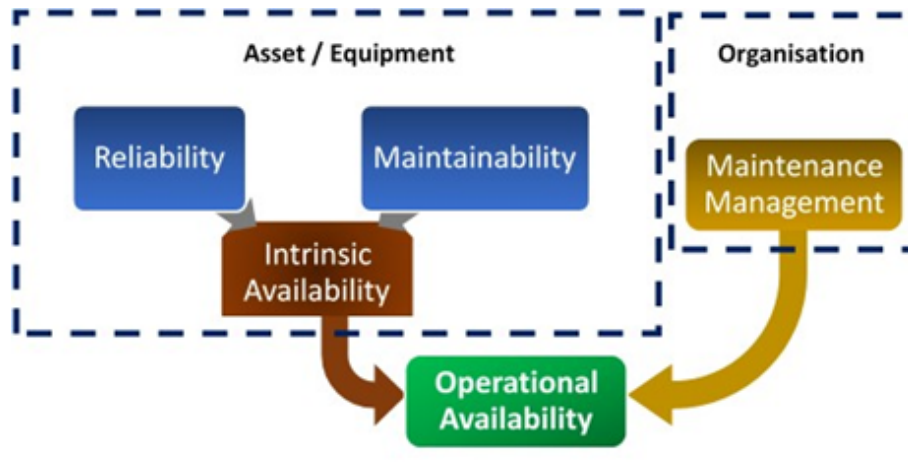 Asset / Equipment
Organisation
Reliability
Maintainability
Maintenance
Management
Intrinsic
Availability
Operational
Availability